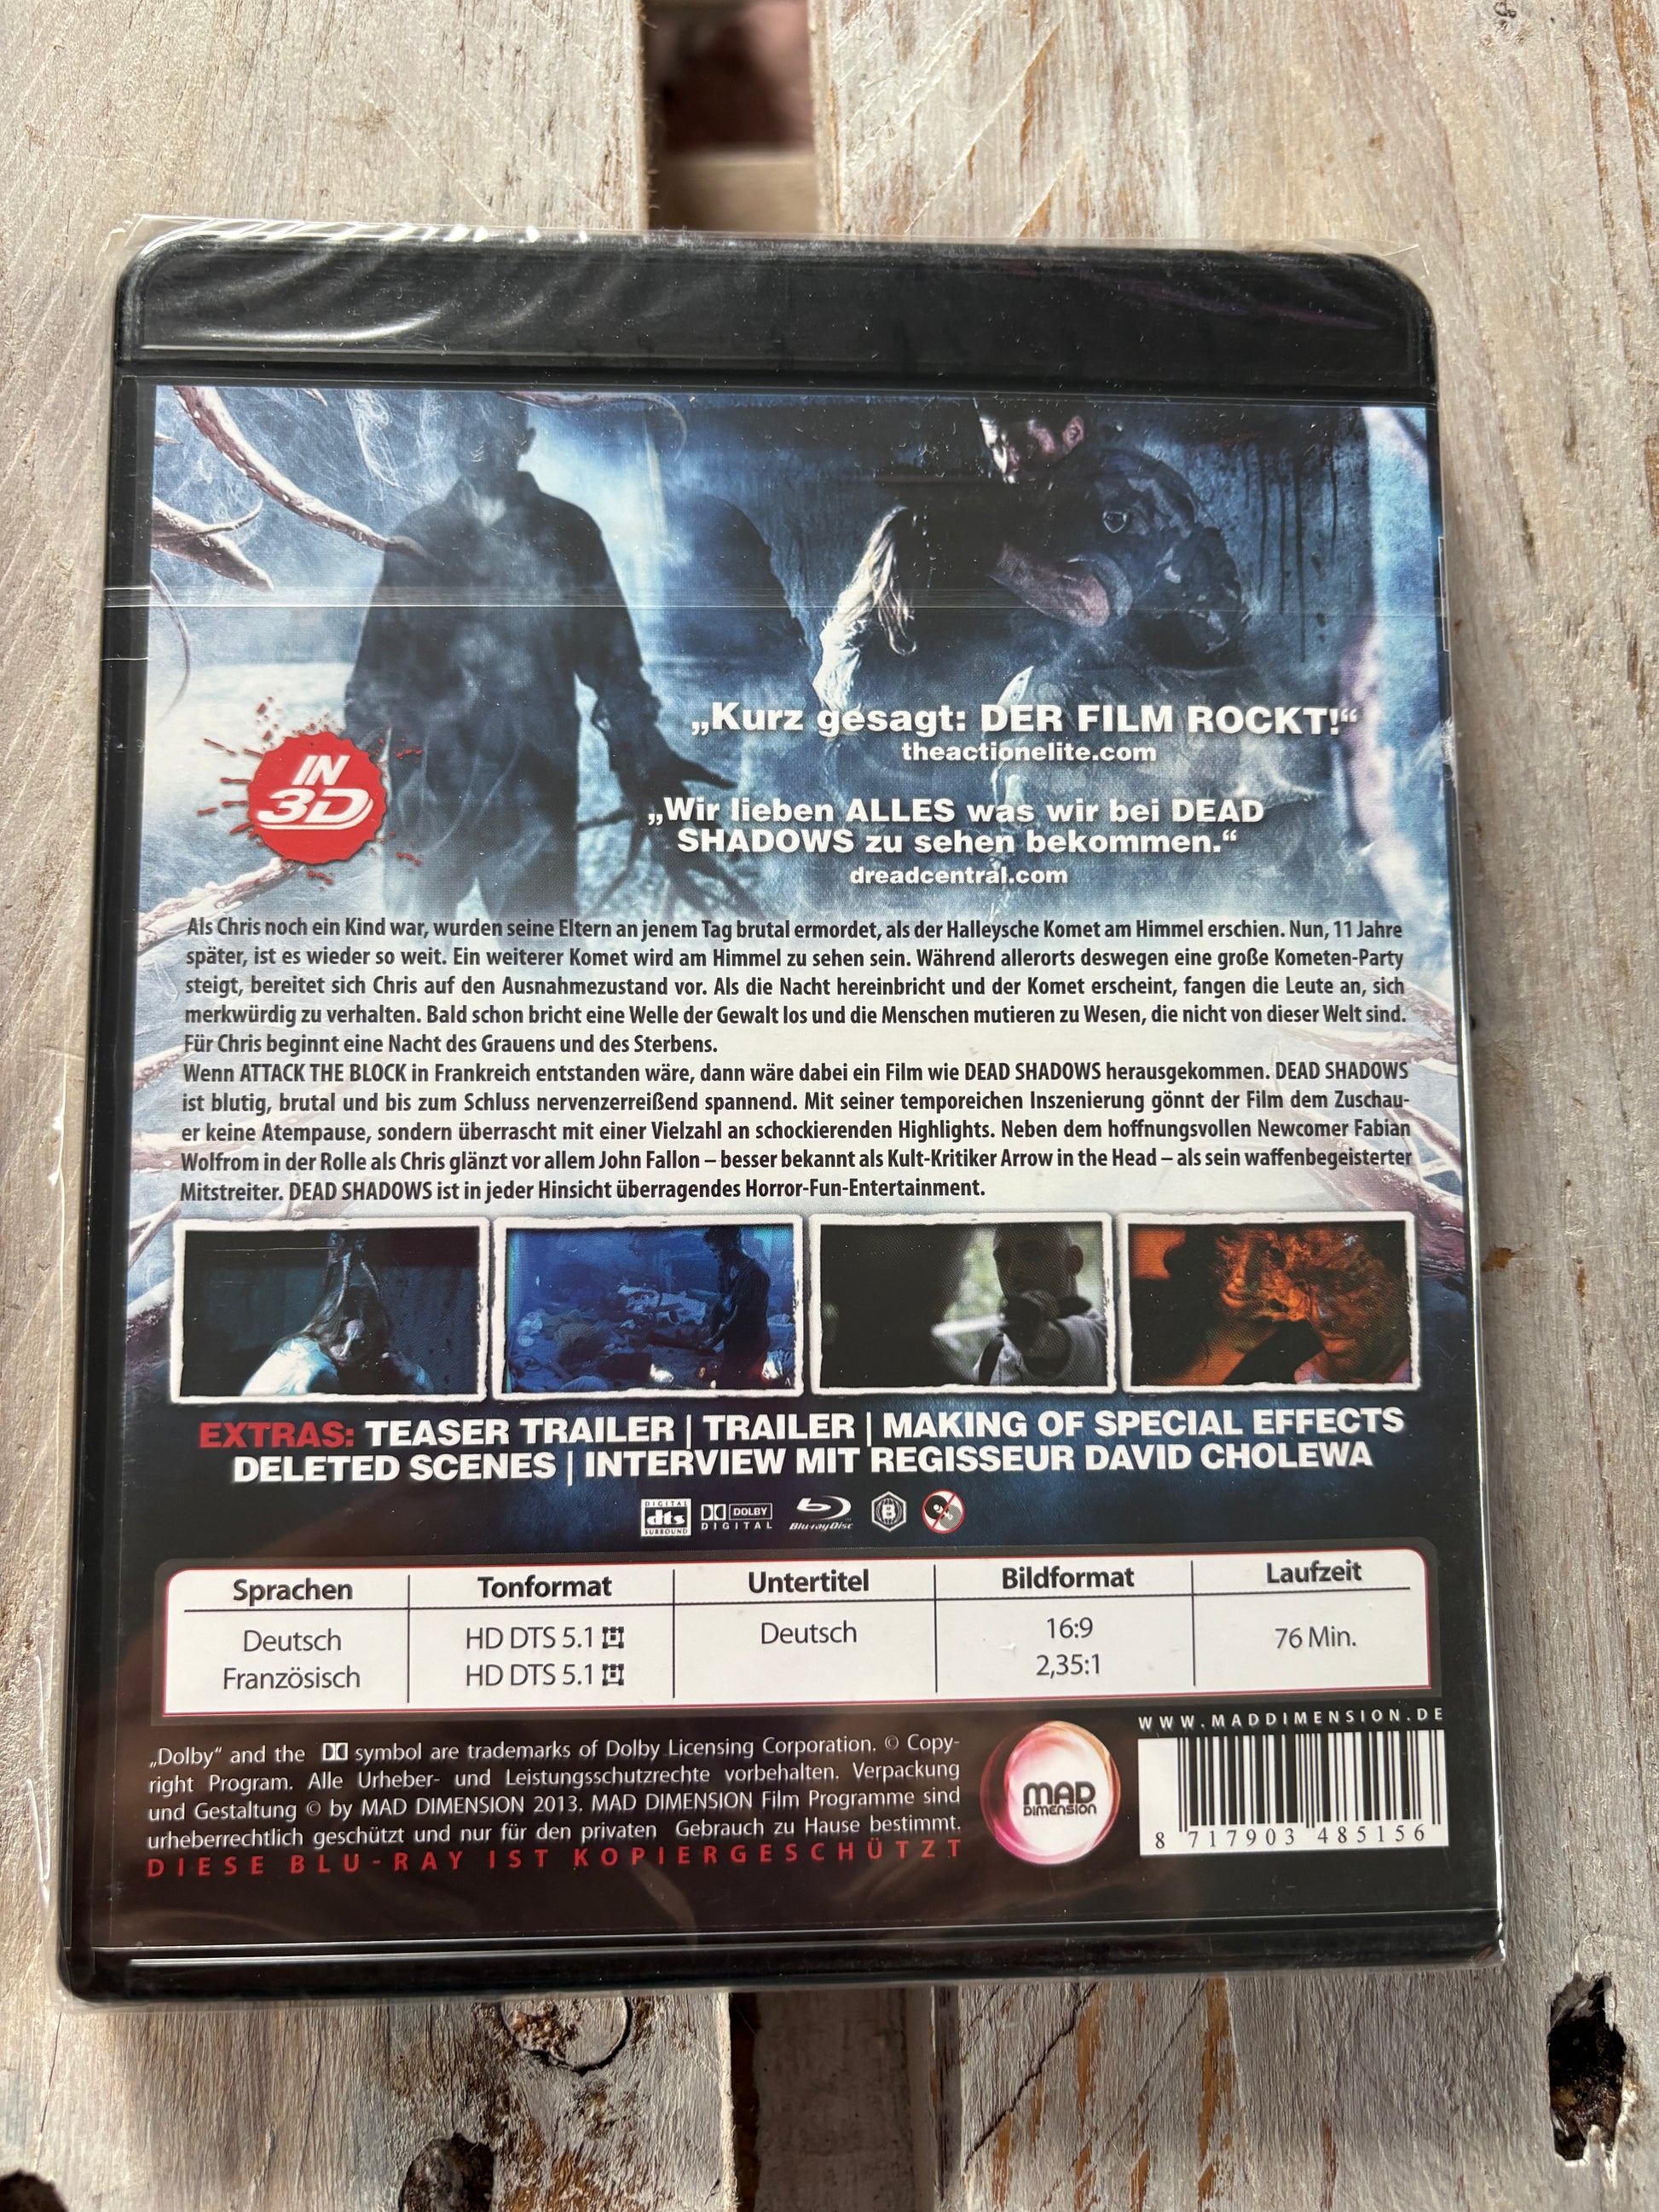 „Kurz gesagt: DER FILM ROCKT!“
theactionelite.com
IN
3D
„Wir lieben ALLES was wir bei DEAD
SHADOWS zu sehen bekommen.“
dreadcentral.com
Als Chris noch ein Kind war, wurden seine Eltern an jenem Tag brutal ermordet, als der Halleysche Komet am Himmel erschien. Nun, 11 Jahre
später, ist es wieder so weit. Ein weiterer Komet wird am Himmel zu sehen sein. Während allerorts deswegen eine große Kometen-Party
steigt, bereitet sich Chris auf den Ausnahmezustand vor. Als die Nacht hereinbricht und der Komet erscheint, fangen die Leute an, sich
merkwürdig zu verhalten. Bald schon bricht eine Welle der Gewalt los und die Menschen mutieren zu Wesen, die nicht von dieser Welt sind.
Für Chris beginnt eine Nacht des Grauens und des Sterbens.
Wenn ATTACK THE BLOCK in Frankreich entstanden wäre, dann wäre dabei ein Film wie DEAD SHADOWS herausgekommen. DEAD SHADOWS
ist blutig, brutal und bis zum Schluss nervenzerreißend spannend. Mit seiner temporeichen Inszenierung gönnt der Film dem Zuschau-
er keine Atempause, sondern überrascht mit einer Vielzahl an schockierenden Highlights. Neben dem hoffnungsvollen Newcomer Fabian
Wolfrom in der Rolle als Chris glänzt vor allem John Fallon – besser bekannt als Kult-Kritiker Arrow in the Head – als sein waffenbegeisterter
Mitstreiter. DEAD SHADOWS ist in jeder Hinsicht überragendes Horror-Fun-Entertainment.
EXTRAS: TEASER TRAILER | TRAILER | MAKING OF SPECIAL EFFECTS
DELETED SCENES | INTERVIEW MIT REGISSEUR DAVID CHOLEWA
DIGITAL dts SURROUND
DOLBY DIGITAL
Blu-ray Disc
B
Sprachen Tonformat Untertitel Bildformat Laufzeit
Deutsch HD DTS 5.1 Deutsch 16:9 76 Min.
Französisch HD DTS 5.1 2,35:1
WWW.MADDIMENSION.DE
„Dolby“ and the symbol are trademarks of Dolby Licensing Corporation. © Copy-
right Program. Alle Urheber- und Leistungsschutzrechte vorbehalten. Verpackung
und Gestaltung © by MAD DIMENSION 2013. MAD DIMENSION Film Programme sind
urheberrechtlich geschützt und nur für den privaten Gebrauch zu Hause bestimmt.
DIESE BLU-RAY IST KOPIERGESCHÜTZT
MAD
DIMENSION
8 717903 485156